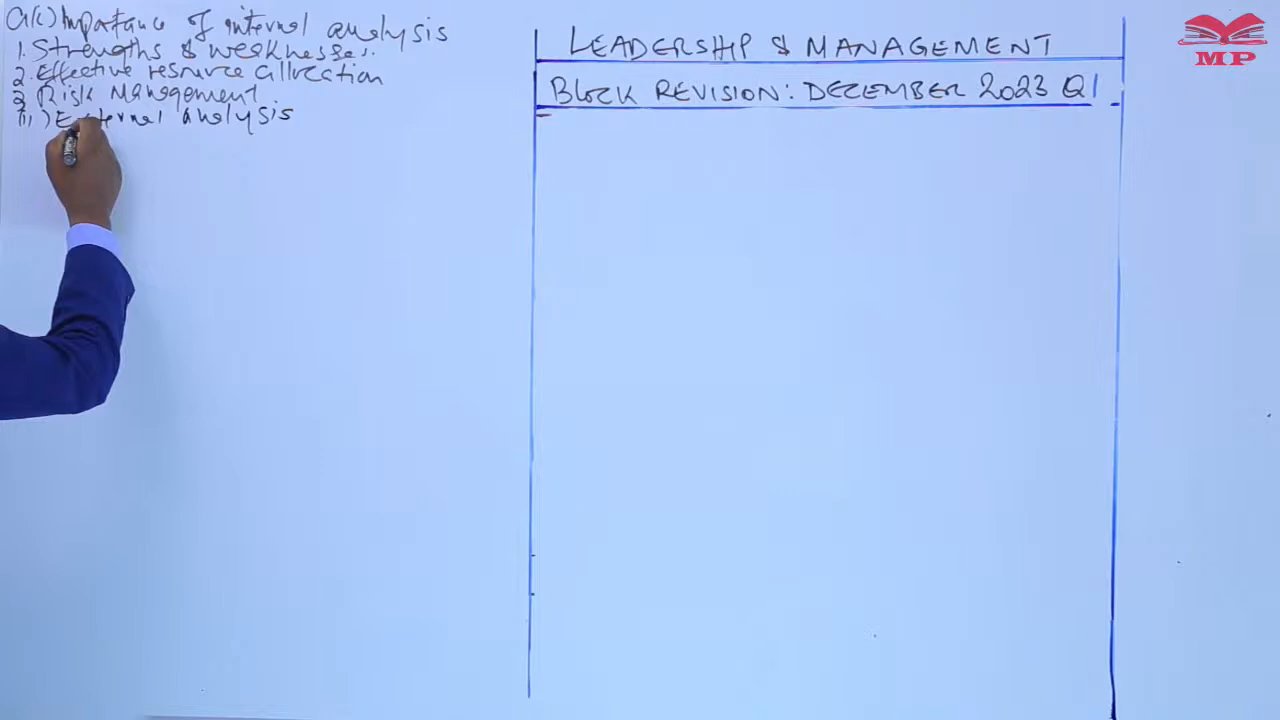 a(c) Importance of internal analysis
1. Strengths & weaknesses.
2. Effective resource allocation
3 Risk Management
(ii) External analysis
LEADERSHIP & MANAGEMENT
BLOCK REVISION: DECEMBER 2023 Q1
MP